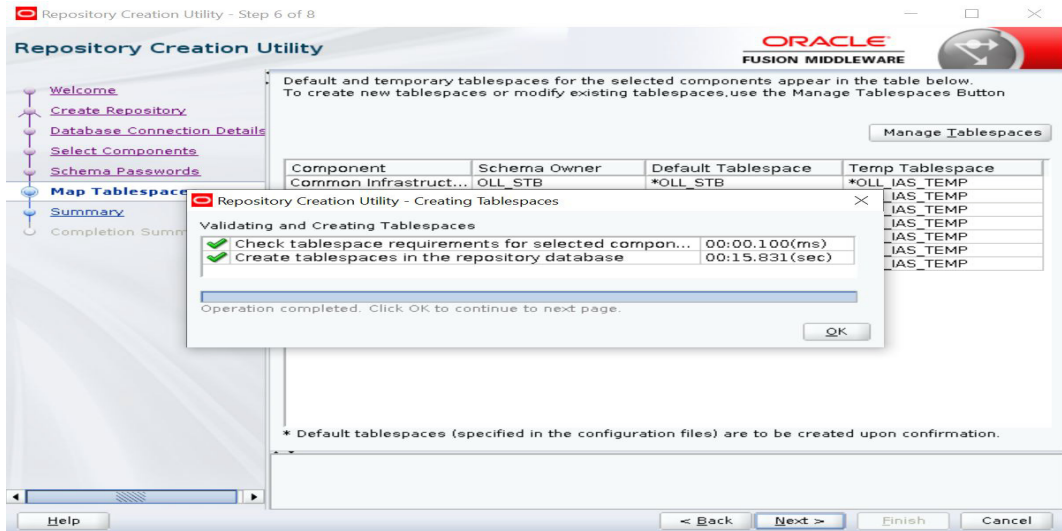 Repository Creation Utility - Step 6 of 8
Repository Creation Utility
ORACLE
FUSION MIDDLEWARE
Welcome
Create Repository
Database Connection Details
Select Components
Schema Passwords
Map Tablespace
Summary
Completion Summ
Default and temporary tablespaces for the selected components appear in the table below.
To create new tablespaces or modify existing tablespaces,use the Manage Tablespaces Button
Manage Tablespaces
Component Schema Owner Default Tablespace Temp Tablespace
Common Infrastruct... OLL_STB *OLL_STB *OLL_IAS_TEMP
_IAS_TEMP
_IAS_TEMP
_IAS_TEMP
_IAS_TEMP
_IAS_TEMP
_IAS_TEMP
Repository Creation Utility - Creating Tablespaces
Validating and Creating Tablespaces
Check tablespace requirements for selected compon... 00:00.100(ms)
Create tablespaces in the repository database 00:15.831(sec)
Operation completed. Click OK to continue to next page.
OK
* Default tablespaces (specified in the configuration files) are to be created upon confirmation.
Help < Back Next > Finish Cancel